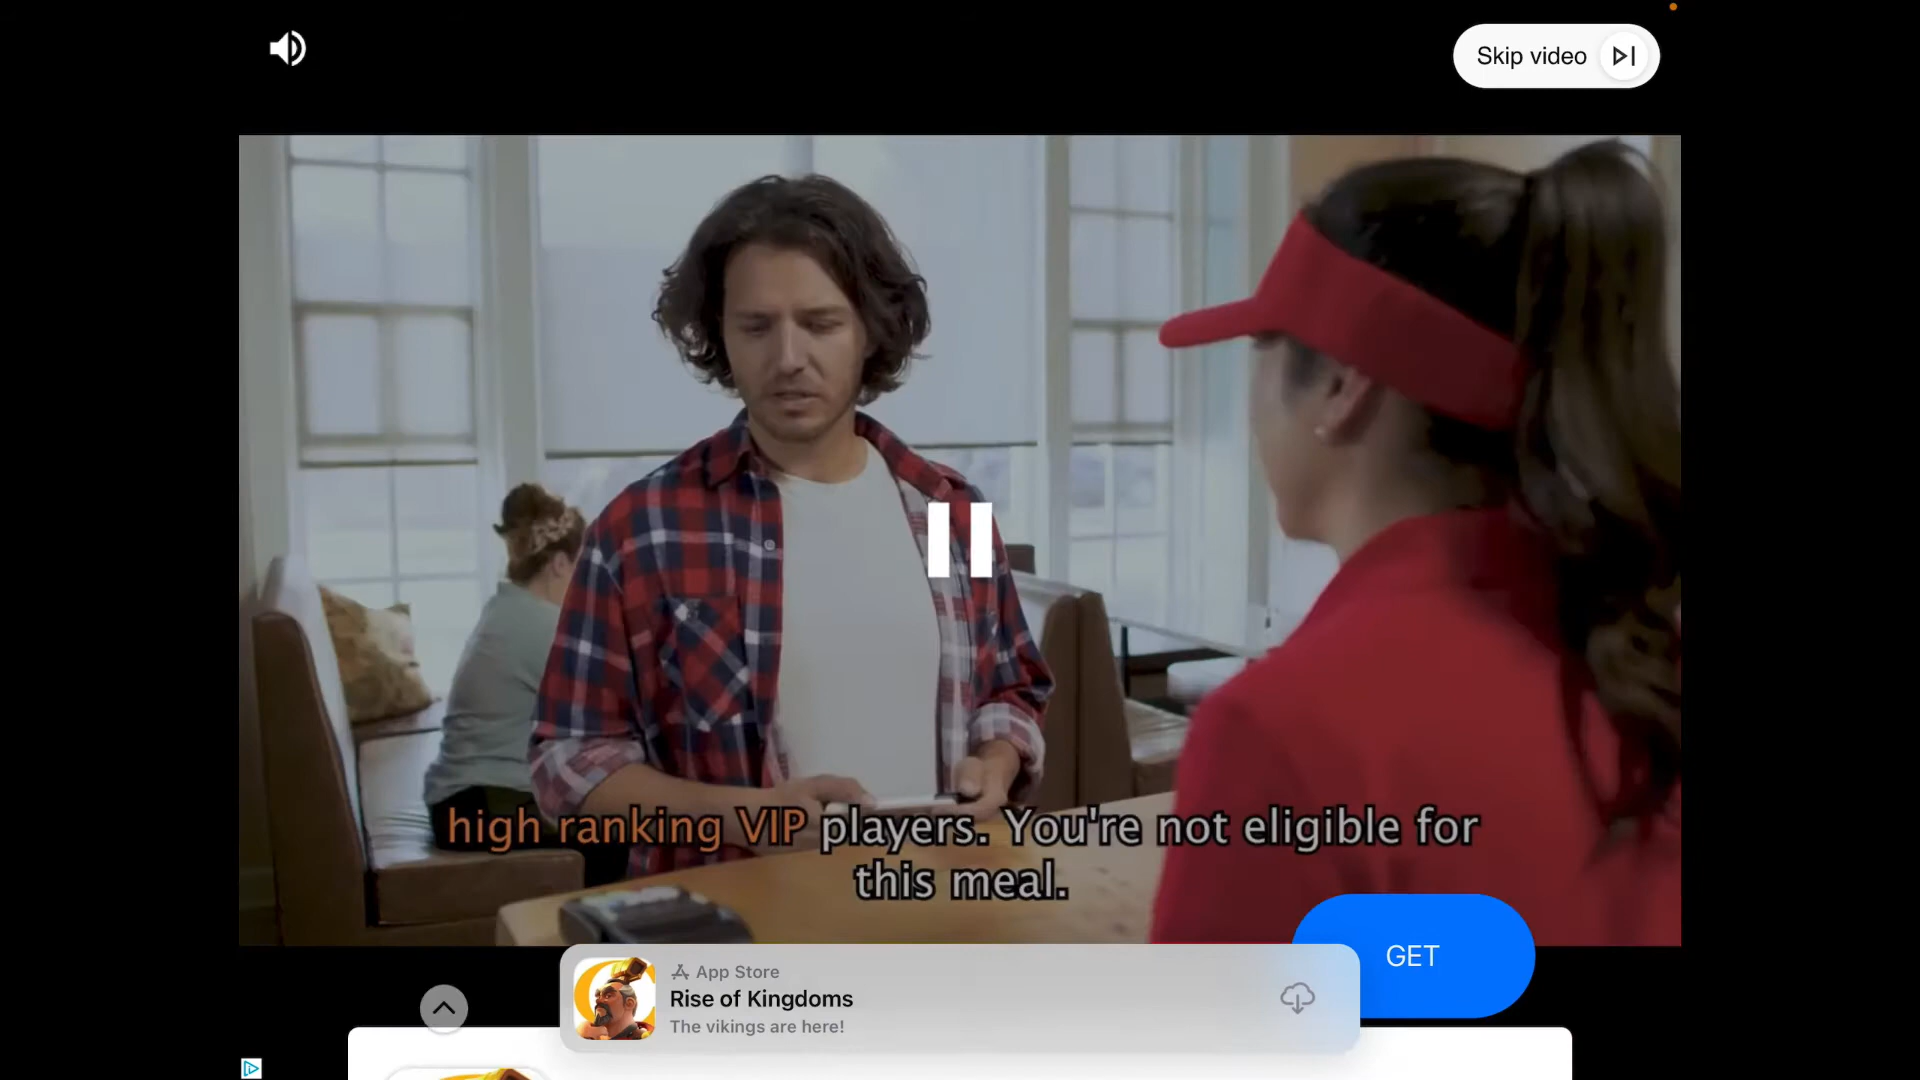 Skip video
high ranking VIP players. You're not eligible for
this meal.
GET
App Store
Rise of Kingdoms
The vikings are here!